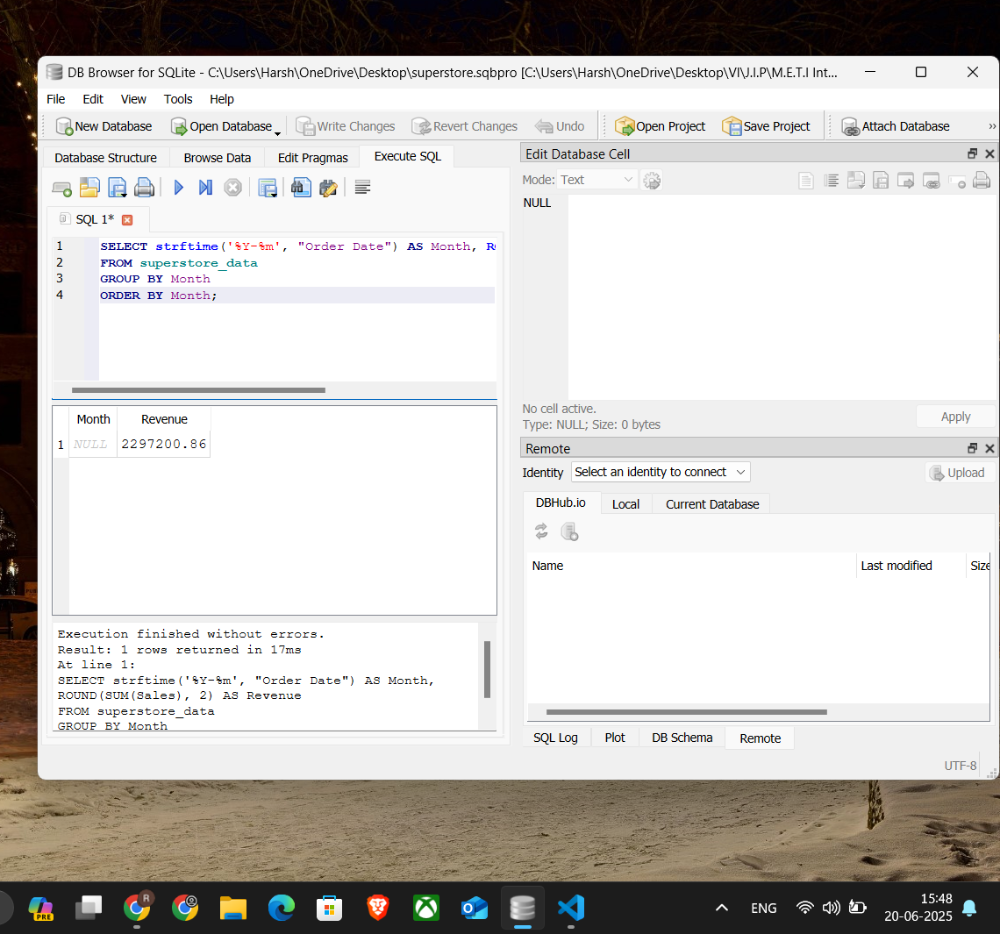 DB Browser for SQLite - C:\Users\Harsh\OneDrive\Desktop\superstore.sqbpro [C:\Users\Harsh\OneDrive\Desktop\VI\J.I.P\M.E.T.I Int...
File Edit View Tools Help
New Database Open Database Write Changes Revert Changes Undo Open Project Save Project Attach Database »
Database Structure Browse Data Edit Pragmas Execute SQL
SQL 1*
1 SELECT strftime('%Y-%m', "Order Date") AS Month, RO
2 FROM superstore_data
3 GROUP BY Month
4 ORDER BY Month;
Month Revenue
1 NULL 2297200.86
Execution finished without errors.
Result: 1 rows returned in 17ms
At line 1:
SELECT strftime('%Y-%m', "Order Date") AS Month,
ROUND(SUM(Sales), 2) AS Revenue
FROM superstore_data
GROUP BY Month
Edit Database Cell
Mode: Text
NULL
No cell active.
Type: NULL; Size: 0 bytes
Apply
Remote
Identity Select an identity to connect Upload
DBHub.io Local Current Database
Name Last modified Size
SQL Log Plot DB Schema Remote
UTF-8
PRE R ENG 15:48
20-06-2025